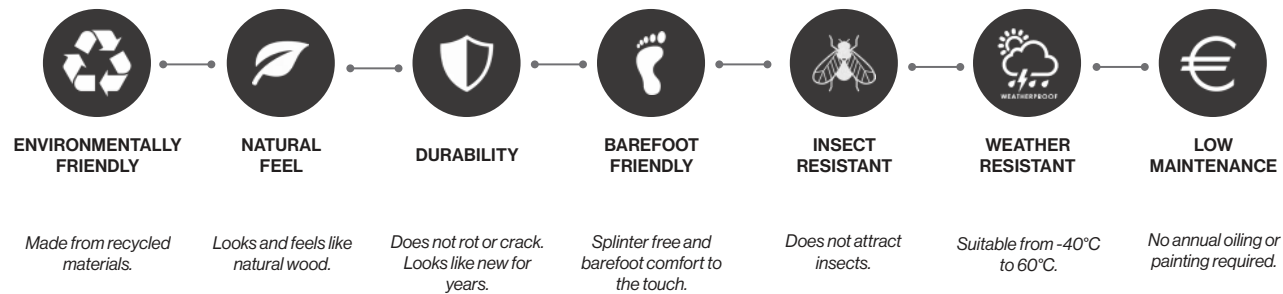 WEATHERPROOF
€
ENVIRONMENTALLY
FRIENDLY
NATURAL
FEEL
DURABILITY
BAREFOOT
FRIENDLY
INSECT
RESISTANT
WEATHER
RESISTANT
LOW
MAINTENANCE
Made from recycled
materials.
Looks and feels like
natural wood.
Does not rot or crack.
Looks like new for
years.
Splinter free and
barefoot comfort to
the touch.
Does not attract
insects.
Suitable from -40°C
to 60°C.
No annual oiling or
painting required.